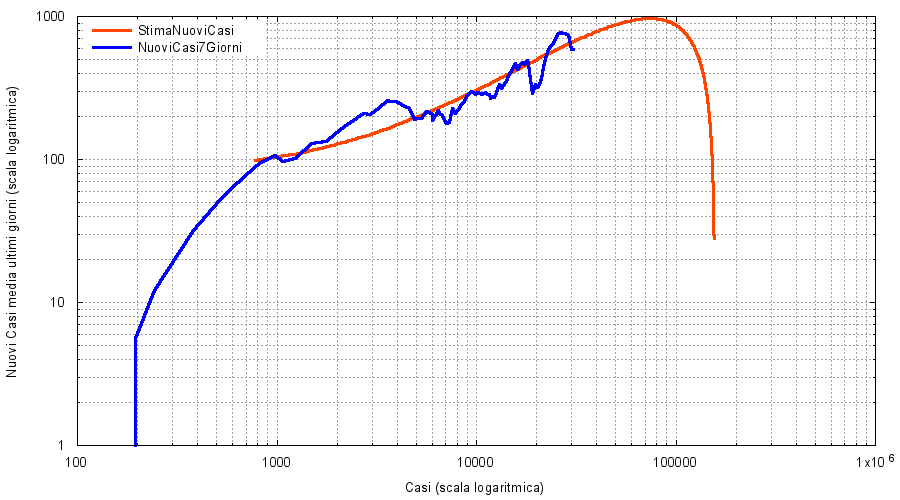 1000
StimaNuoviCasi
NuoviCasi7Giorni
100
10
1
Nuovi Casi media ultimi giorni (scala logaritmica)
100
1000
10000
100000
1x10 6
Casi (scala logaritmica)